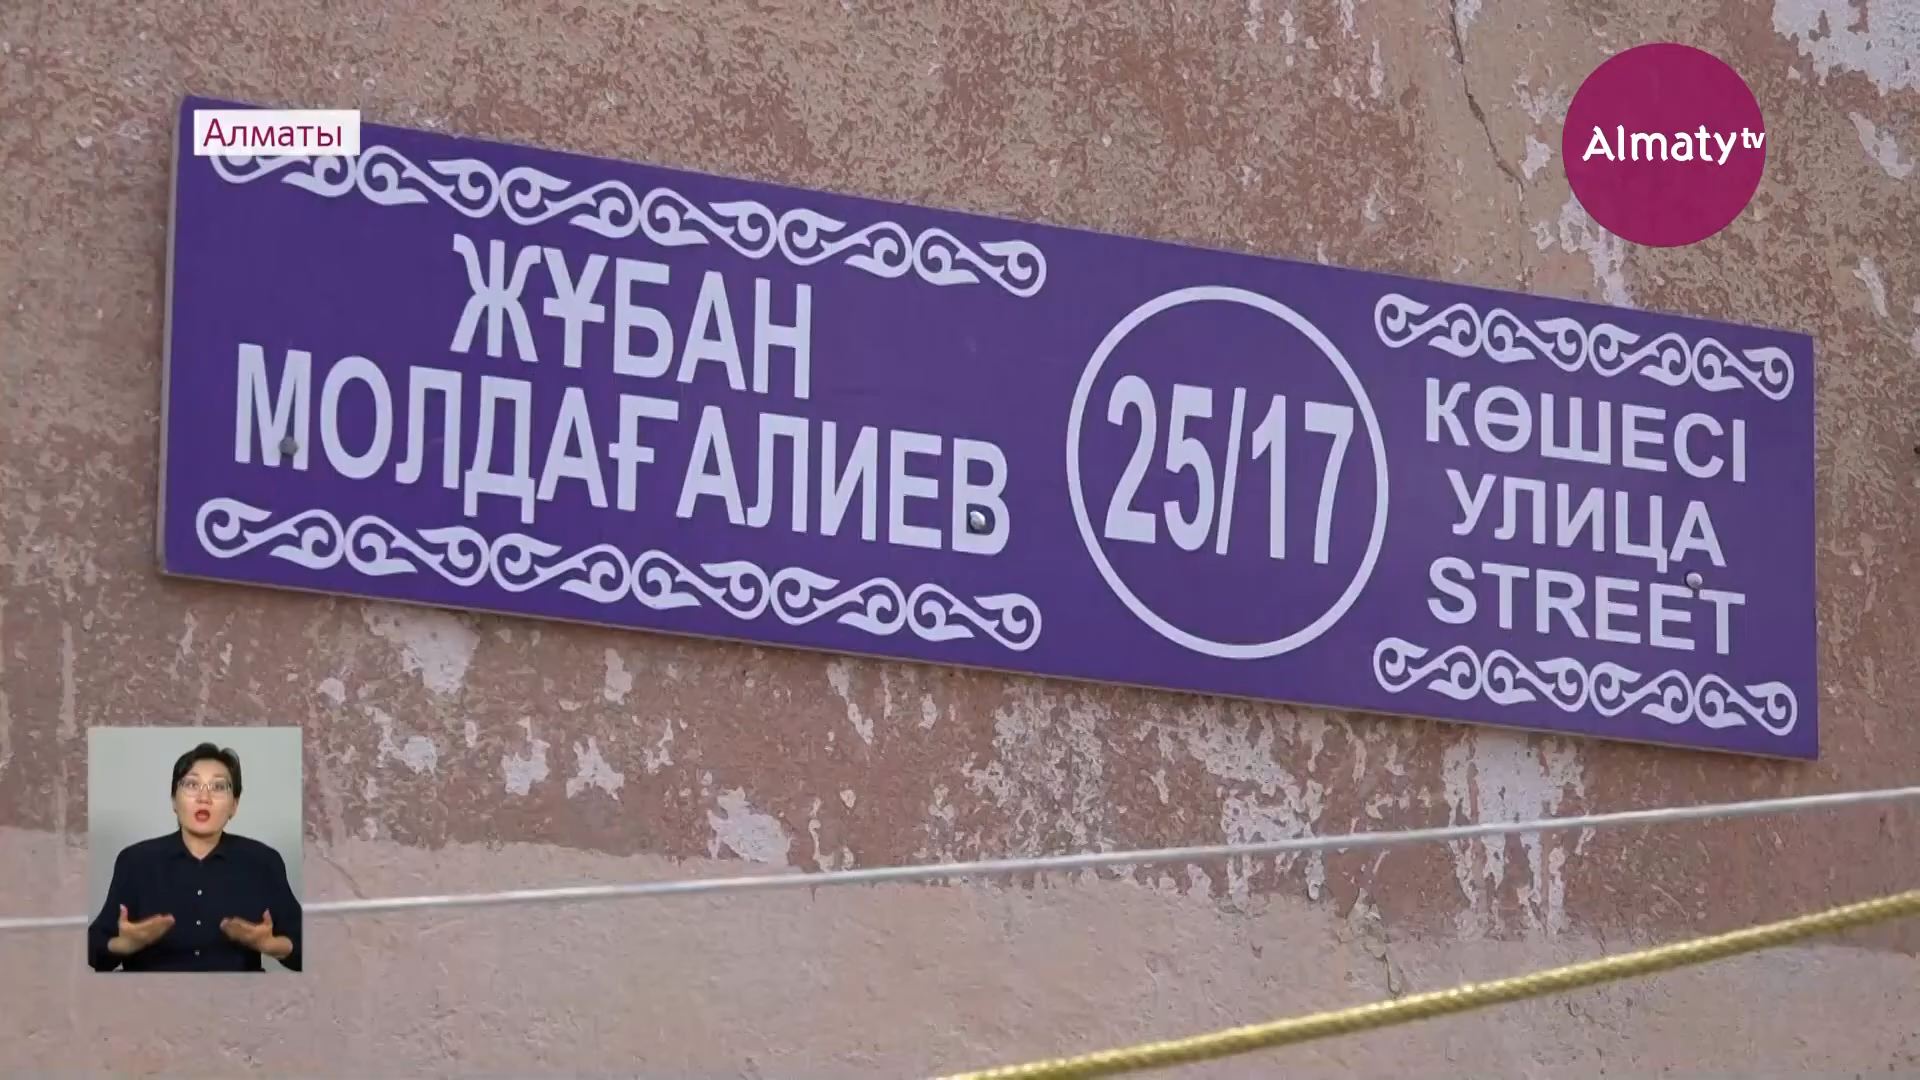 Алматы
Almaty tv
ЖҰБАН
МОЛДАҒАЛИЕВ
25/17
КӨШЕСІ
УЛИЦА
STREET